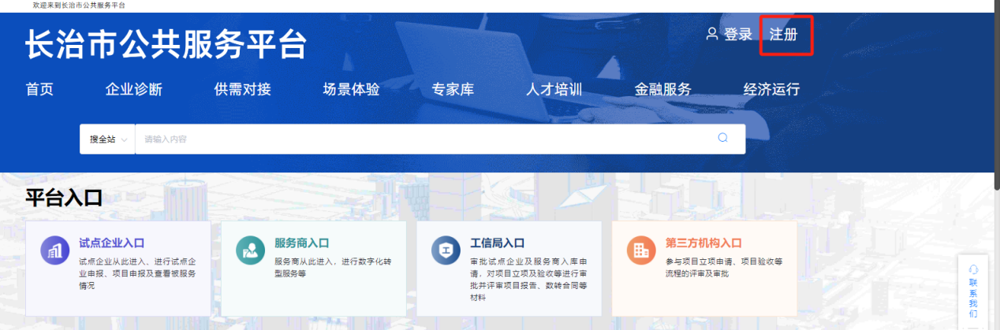 欢迎来到长治市公共服务平台
长治市公共服务平台
登录 注册
首页 企业诊断 供需对接 场景体验 专家库 人才培训 金融服务 经济运行
搜全站 请输入内容
平台入口
试点企业入口
试点企业从此进入、进行试点企
业申报、项目申报及查看被服务
情况
服务商入口
服务商从此进入，进行数字化转
型服务等
工信局入口
审批试点企业及服务商入库申
请，对项目立项及验收等进行审
批并评审项目报告、数转合同等
材料
第三方机构入口
参与项目立项申请、项目验收等
流程的评审及审批
联
系
我
们